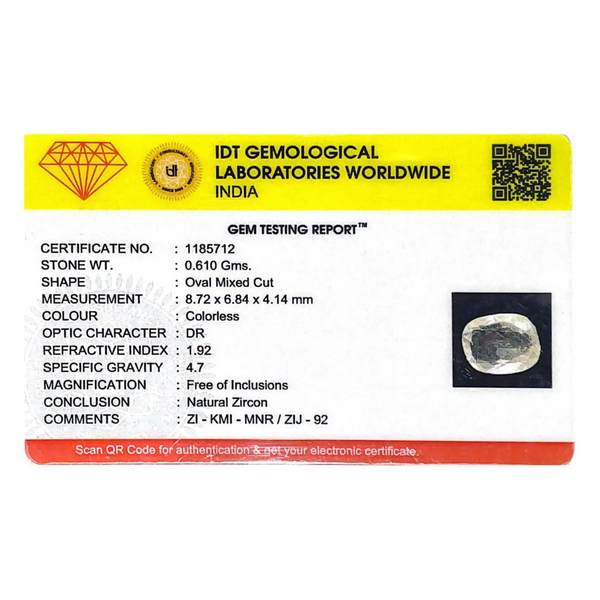 IDT GEMOLOGICAL
LABORATORIES WORLDWIDE
INDIA
idt
GEM TESTING REPORT™
CERTIFICATE NO. : 1185712
STONE WT. : 0.610 Gms.
SHAPE : Oval Mixed Cut
MEASUREMENT : 8.72 x 6.84 x 4.14 mm
COLOUR : Colorless
OPTIC CHARACTER : DR
REFRACTIVE INDEX : 1.92
SPECIFIC GRAVITY : 4.7
MAGNIFICATION : Free of Inclusions
CONCLUSION : Natural Zircon
COMMENTS : ZI - KMI - MNR / ZIJ - 92
Scan QR Code for authentication & get your electronic certificate.